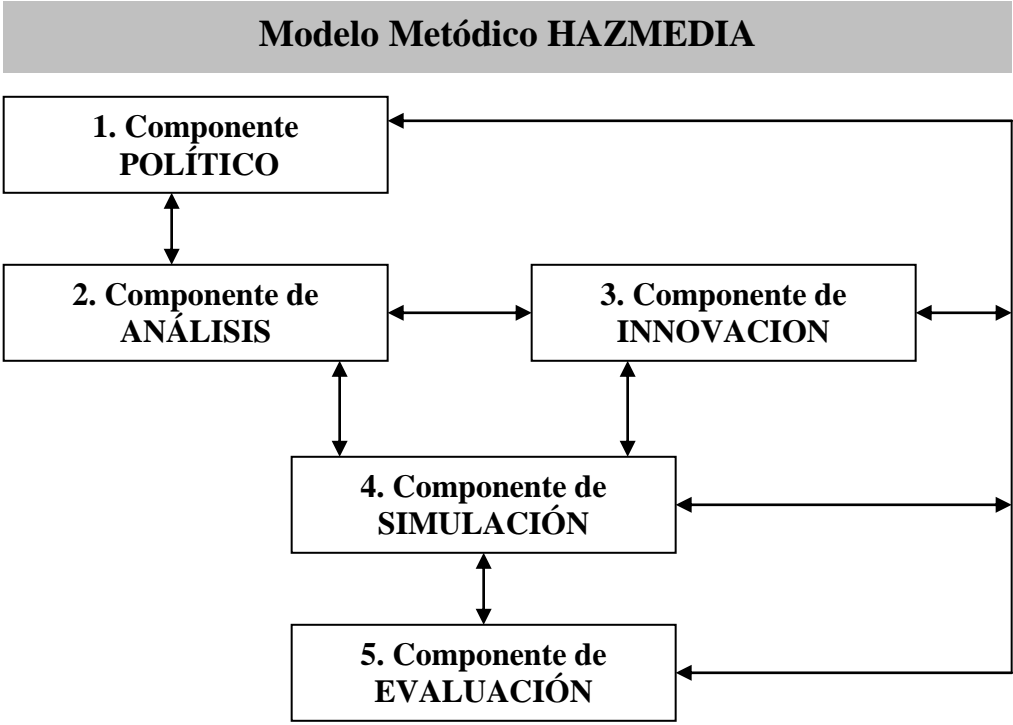 Modelo Metódico HAZMEDIA
1. Componente
POLÍTICO
2. Componente de
ANÁLISIS
3. Componente de
INNOVACION
4. Componente de
SIMULACIÓN
5. Componente de
EVALUACIÓN